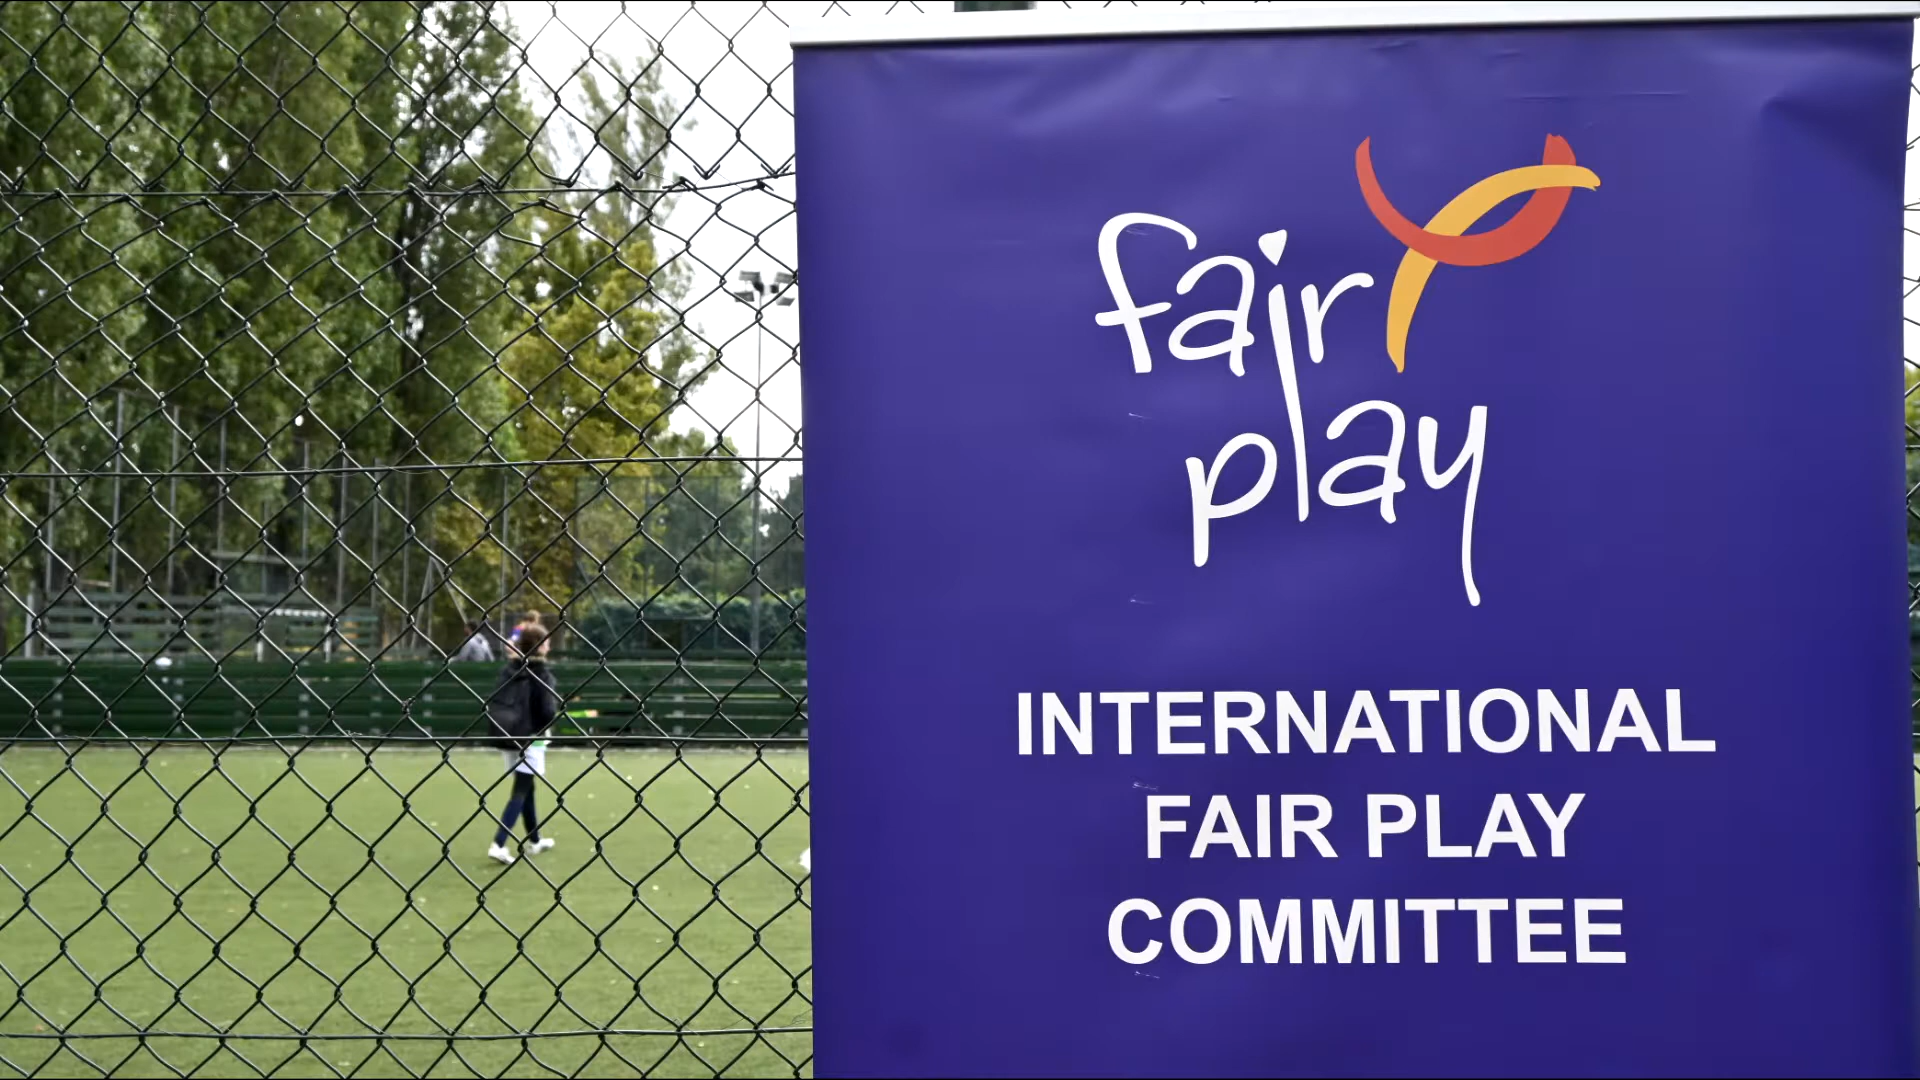 fair
play
INTERNATIONAL
FAIR PLAY
COMMITTEE